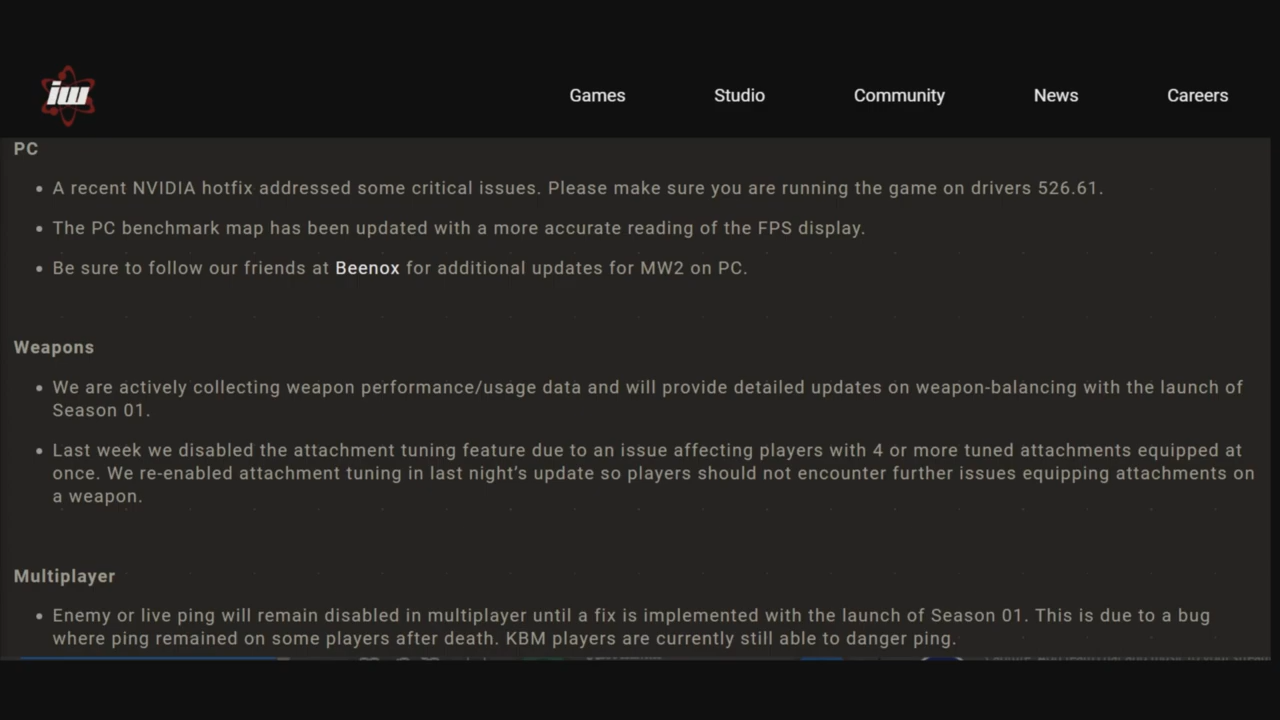 iw
Games
Studio
Community
News
Careers
PC
• A recent NVIDIA hotfix addressed some critical issues. Please make sure you are running the game on drivers 526.61.
• The PC benchmark map has been updated with a more accurate reading of the FPS display.
• Be sure to follow our friends at Beenox for additional updates for MW2 on PC.
Weapons
• We are actively collecting weapon performance/usage data and will provide detailed updates on weapon-balancing with the launch of
Season 01.
• Last week we disabled the attachment tuning feature due to an issue affecting players with 4 or more tuned attachments equipped at
once. We re-enabled attachment tuning in last night’s update so players should not encounter further issues equipping attachments on
a weapon.
Multiplayer
• Enemy or live ping will remain disabled in multiplayer until a fix is implemented with the launch of Season 01. This is due to a bug
where ping remained on some players after death. KBM players are currently still able to danger ping.